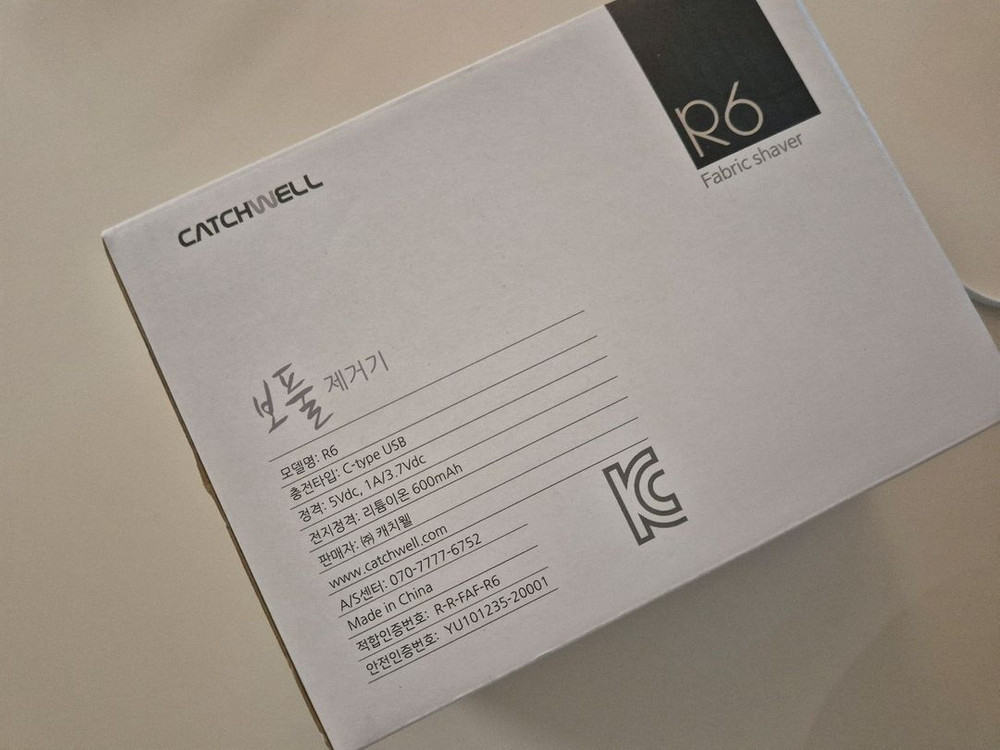 CATCHWELL
R6
Fabric shaver
보풀 제거기
모델명: R6
충전타입: C-type USB
정격: 5Vdc, 1A/3.7Vdc
전지정격: 리튬이온 600mAh
판매자: ㈜ 캐치웰
www.catchwell.com
A/S센터: 070-7777-6752
Made in China
적합인증번호: R-R-FAF-R6
안전인증번호: YU101235-20001